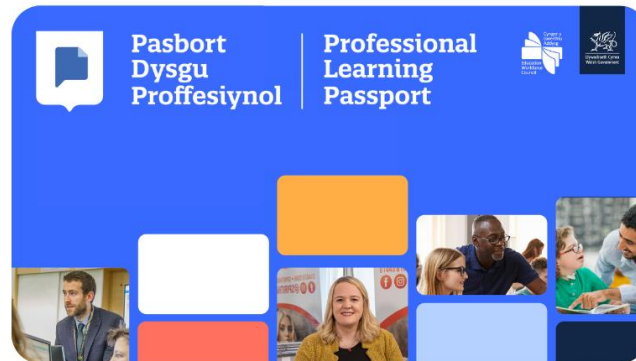 Pasbort
Dysgu
Proffesiynol
Professional
Learning
Passport
Education
Workforce
Council
Llywodraeth Cymru
Welsh Government